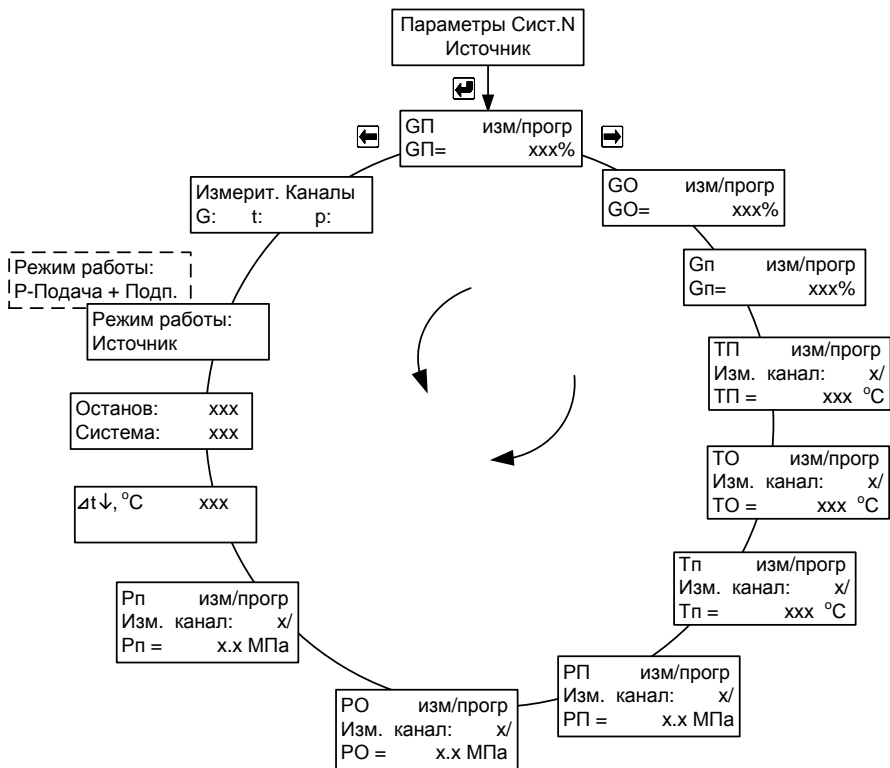 Параметры Сист.N
Источник
GП изм/прогр
GП= xxx%
GO изм/прогр
GO= xxx%
Gп изм/прогр
Gп= xxx%
ТП изм/прогр
Изм. канал: x/
ТП = xxx °C
ТО изм/прогр
Изм. канал: x/
ТО = xxx °C
Тп изм/прогр
Изм. канал: x/
Тп = xxx °C
РП изм/прогр
Изм. канал: x/
РП = x.x МПа
РО изм/прогр
Изм. канал: x/
РО = x.x МПа
Рп изм/прогр
Изм. канал: x/
Рп = x.x МПа
⊿t↓, °C xxx
Останов: xxx
Система: xxx
Режим работы:
Источник
Режим работы:
Р-Подача + Подп.
Измерит. Каналы
G: t: p: